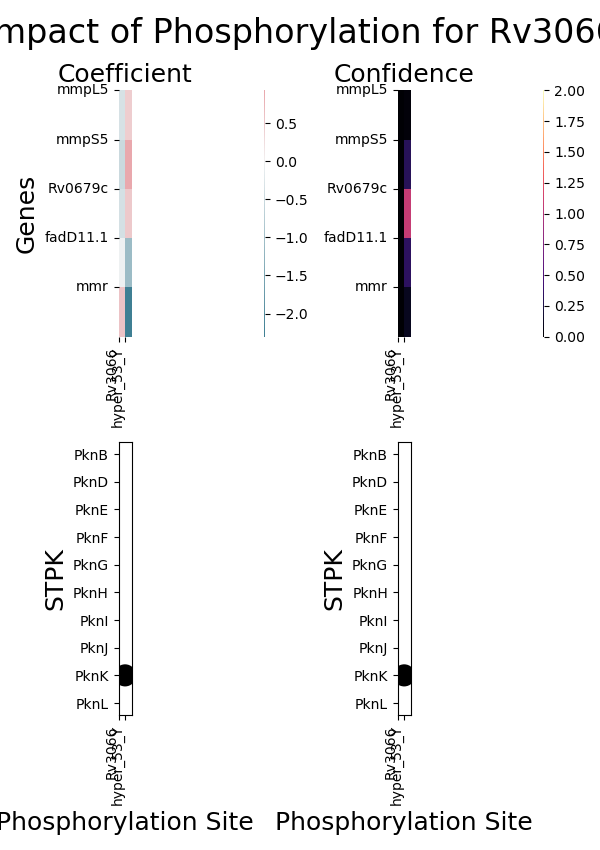 mpact of Phosphorylation for Rv306
Coefficient
Confidence
Genes
mmpL5
mmpS5
Rv0679c
fadD11.1
mmr
0.5
0.0
−0.5
−1.0
−1.5
−2.0
mmpL5
mmpS5
Rv0679c
fadD11.1
mmr
2.00
1.75
1.50
1.25
1.00
0.75
0.50
0.25
0.00
Rv3066
hyper_53_T
Rv3066
hyper_53_T
STPK
PknB
PknD
PknE
PknF
PknG
PknH
PknI
PknJ
PknK
PknL
STPK
PknB
PknD
PknE
PknF
PknG
PknH
PknI
PknJ
PknK
PknL
Rv3066
hyper_53_T
Rv3066
hyper_53_T
Phosphorylation Site
Phosphorylation Site